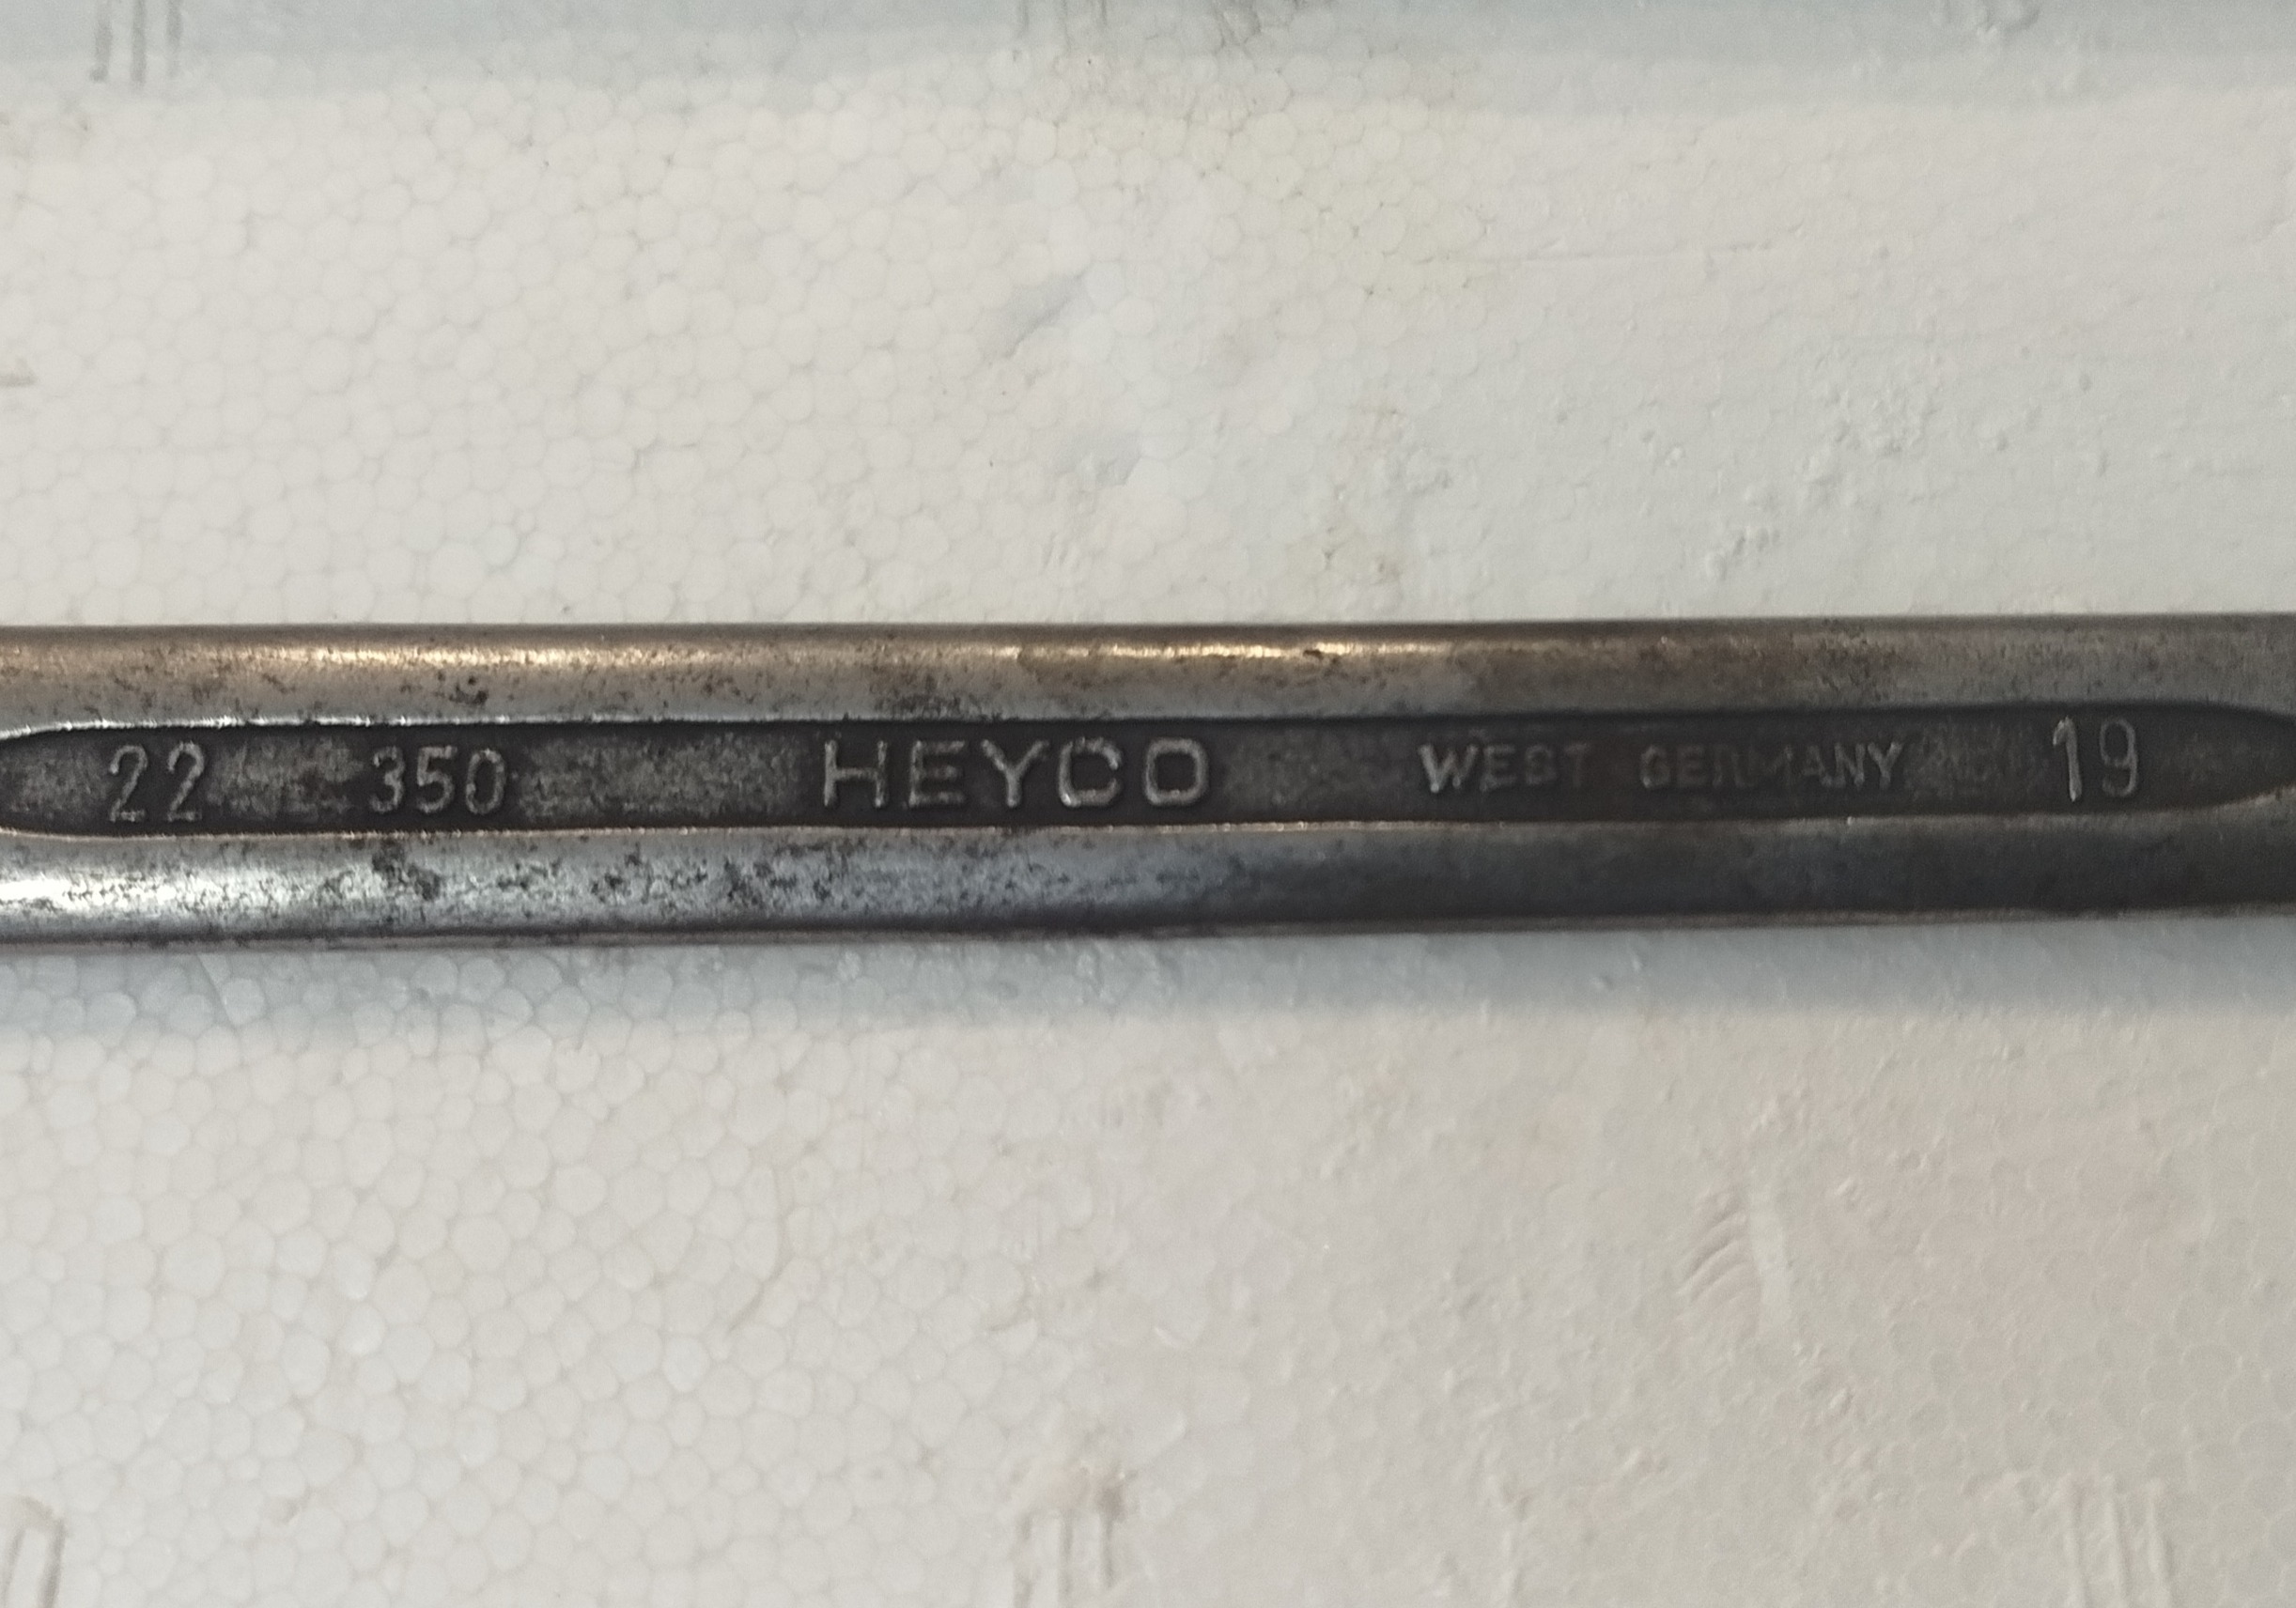 22 350 HEYCO WEST GERMANY 19